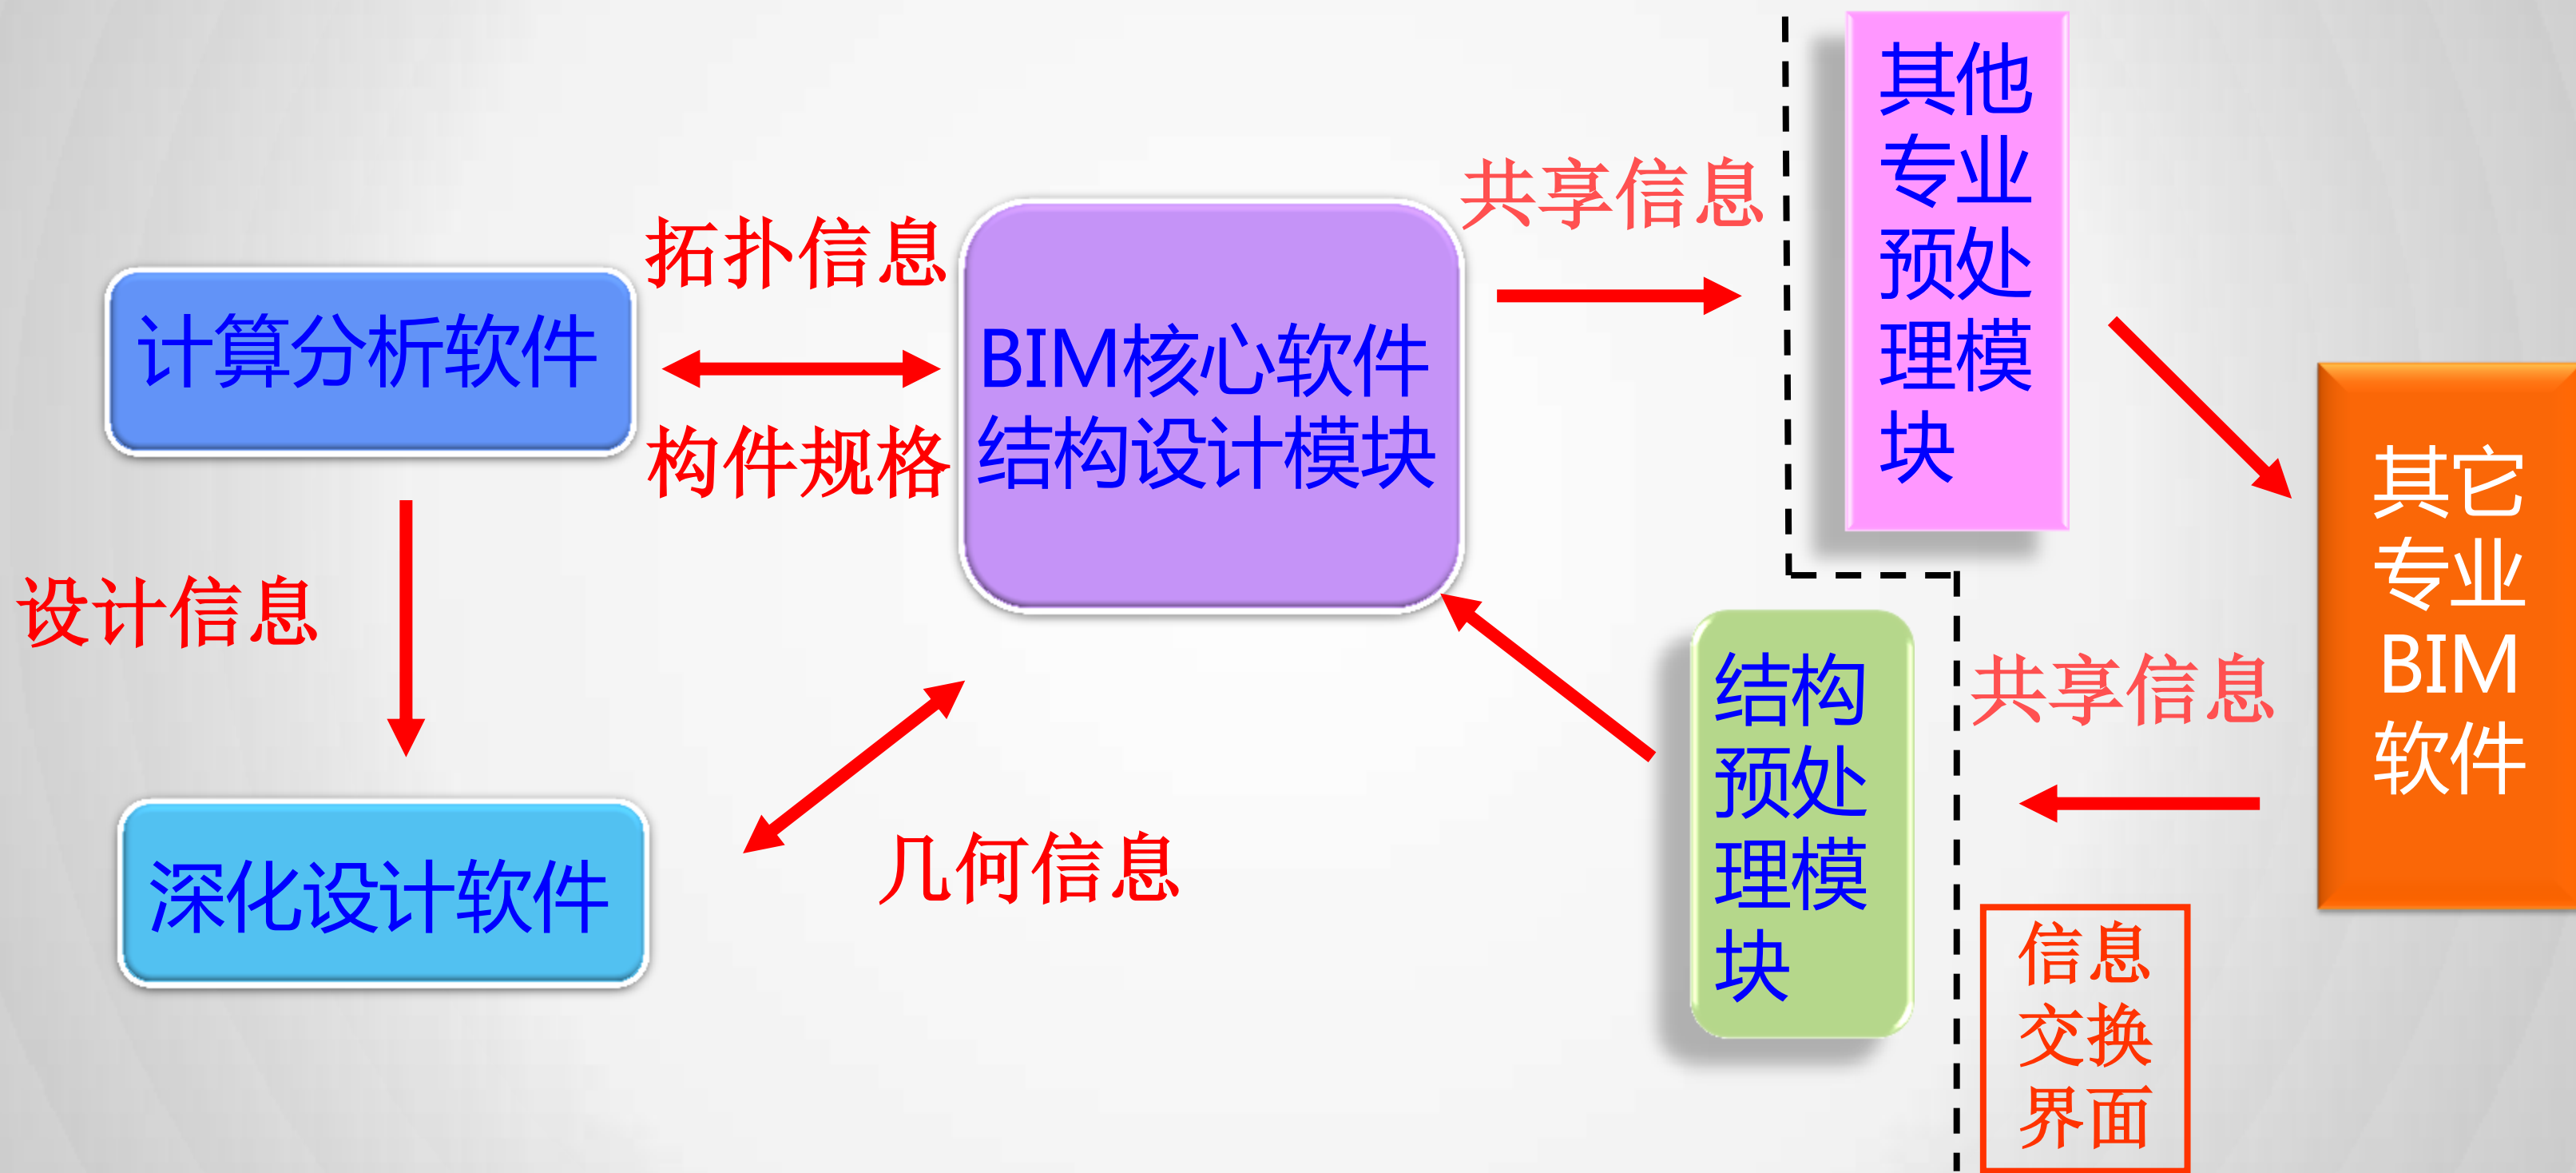 计算分析软件
设计信息
深化设计软件
拓扑信息
构件规格
BIM核心软件
结构设计模块
几何信息
共享信息
其他
专业
预处
理模
块
结构
预处
理模
块
共享信息
其它
专业
BIM
软件
信息
交换
界面